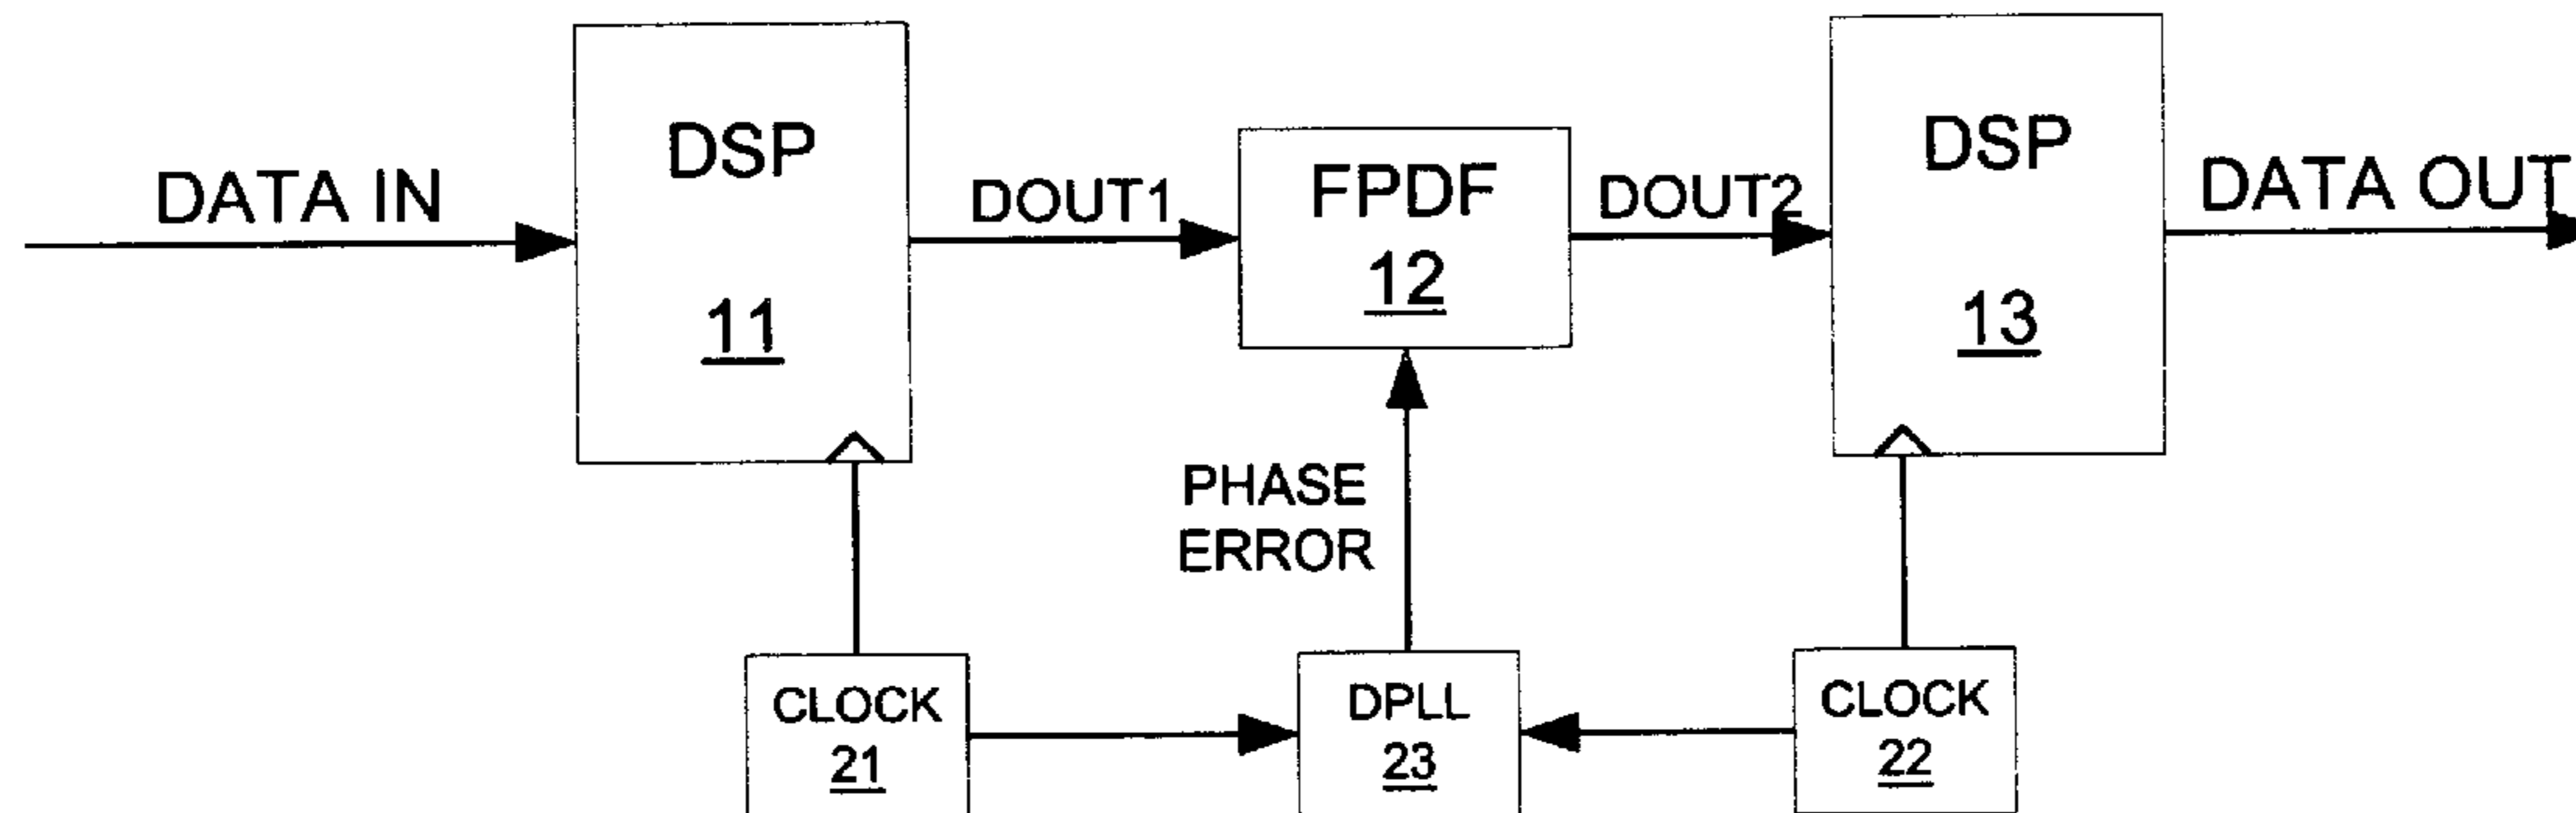 DATA IN
DSP
11
DOUT1
FPDF
12
DOUT2
DSP
13
DATA OUT
PHASE
ERROR
CLOCK
21
DPLL
23
CLOCK
22